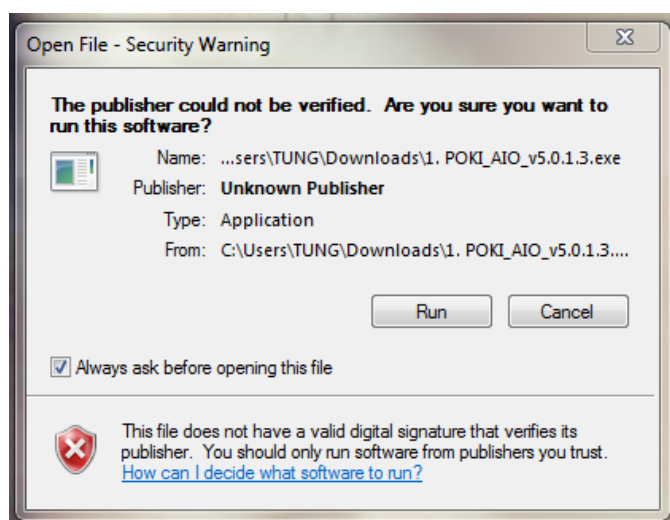 Open File - Security Warning
The publisher could not be verified. Are you sure you want to
run this software?
Name: ...sers\TUNG\Downloads\1. POKI_AIO_v5.0.1.3.exe
Publisher: Unknown Publisher
Type: Application
From: C:\Users\TUNG\Downloads\1. POKI_AIO_v5.0.1.3....
Run Cancel
Always ask before opening this file
This file does not have a valid digital signature that verifies its
publisher. You should only run software from publishers you trust.
How can I decide what software to run?